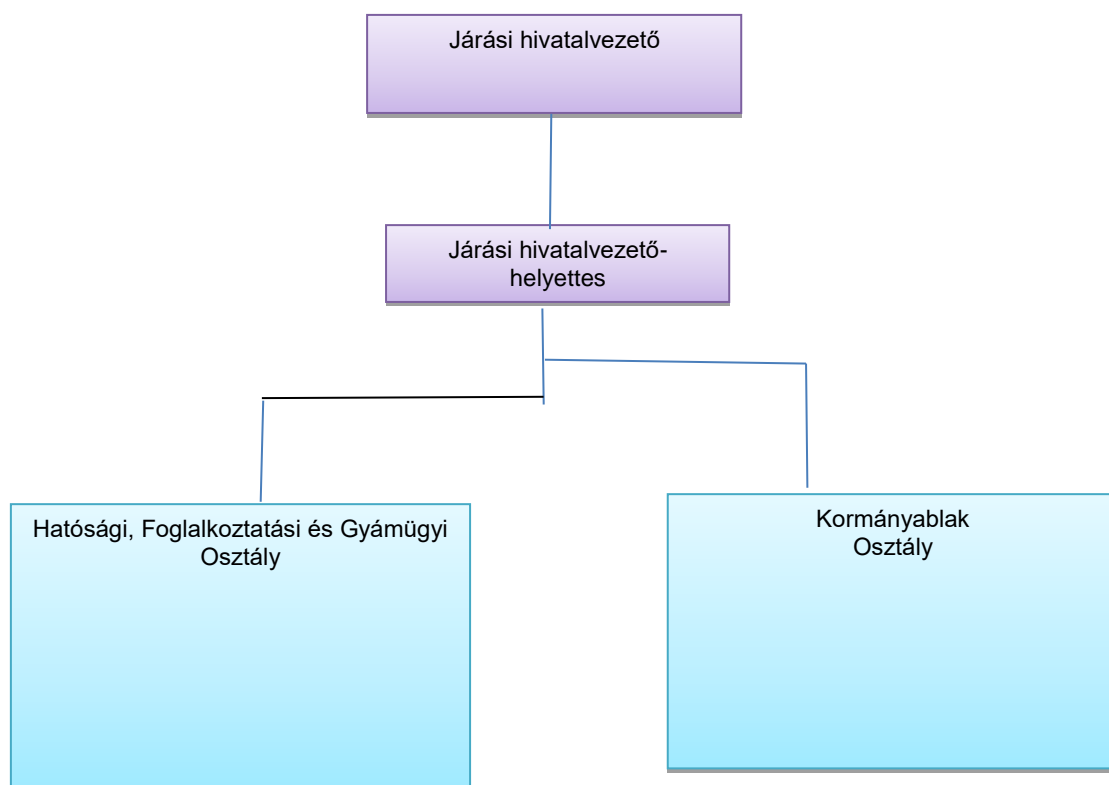 Járási hivatalvezető
Járási hivatalvezető-
helyettes
Hatósági, Foglalkoztatási és Gyámügyi
Osztály
Kormányablak
Osztály